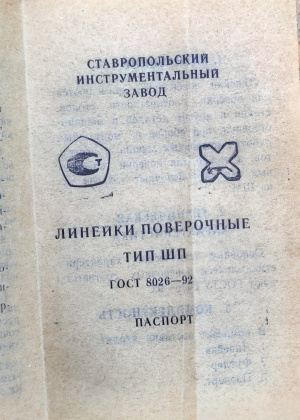 СТАВРОПОЛЬСКИЙ
ИНСТРУМЕНТАЛЬНЫЙ
ЗАВОД
ЛИНЕЙКИ ПОВЕРОЧНЫЕ
ТИП ШП
ГОСТ 8026—92
ПАСПОРТ